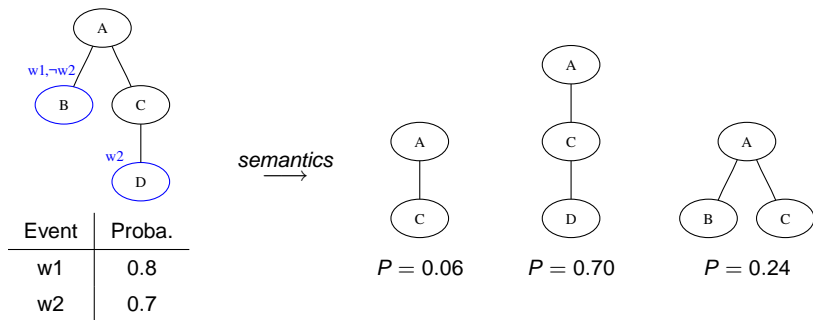 A
w1,¬w2
B
C
w2
D
Event Proba.
w1 0.8
w2 0.7
semantics
⟶
A
C
P = 0.06
A
C
D
P = 0.70
A
B C
P = 0.24